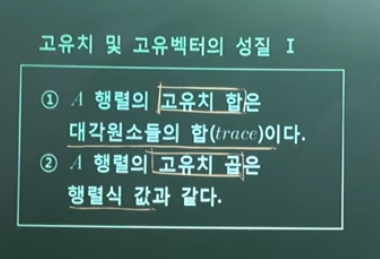 고유치 및 고유벡터의 성질 I
① A 행렬의 고유치 합은
대각원소들의 합(trace)이다.
② A 행렬의 고유치 곱은
행렬식 값과 같다.